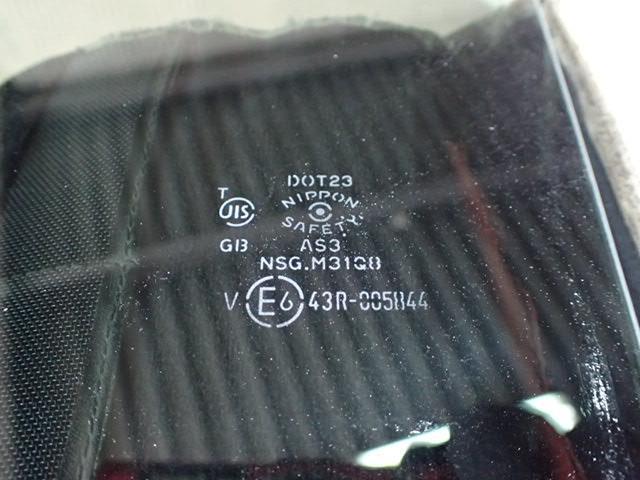 DOT23
T
NIPPON
JIS
SAFETY
GB AS3
NSG.M31Q8
V E6 43R-005844